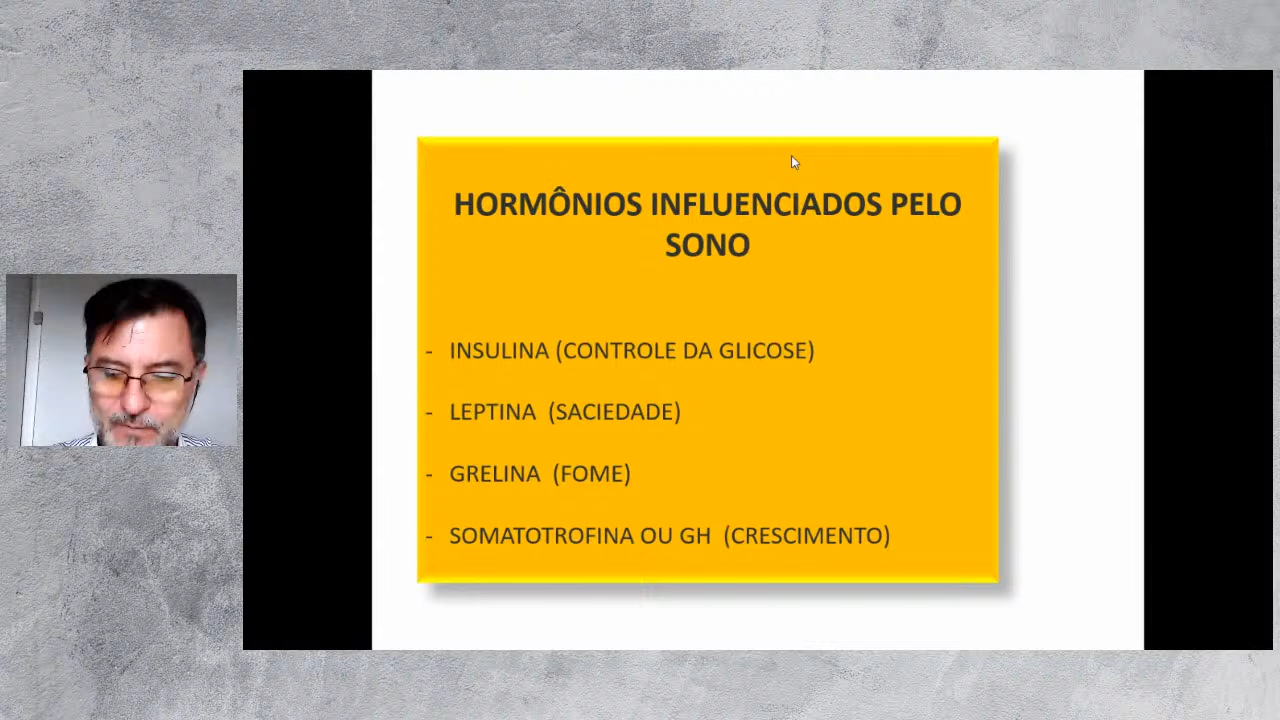 HORMÔNIOS INFLUENCIADOS PELO
SONO
- INSULINA (CONTROLE DA GLICOSE)
- LEPTINA (SACIEDADE)
- GRELINA (FOME)
- SOMATOTROFINA OU GH (CRESCIMENTO)